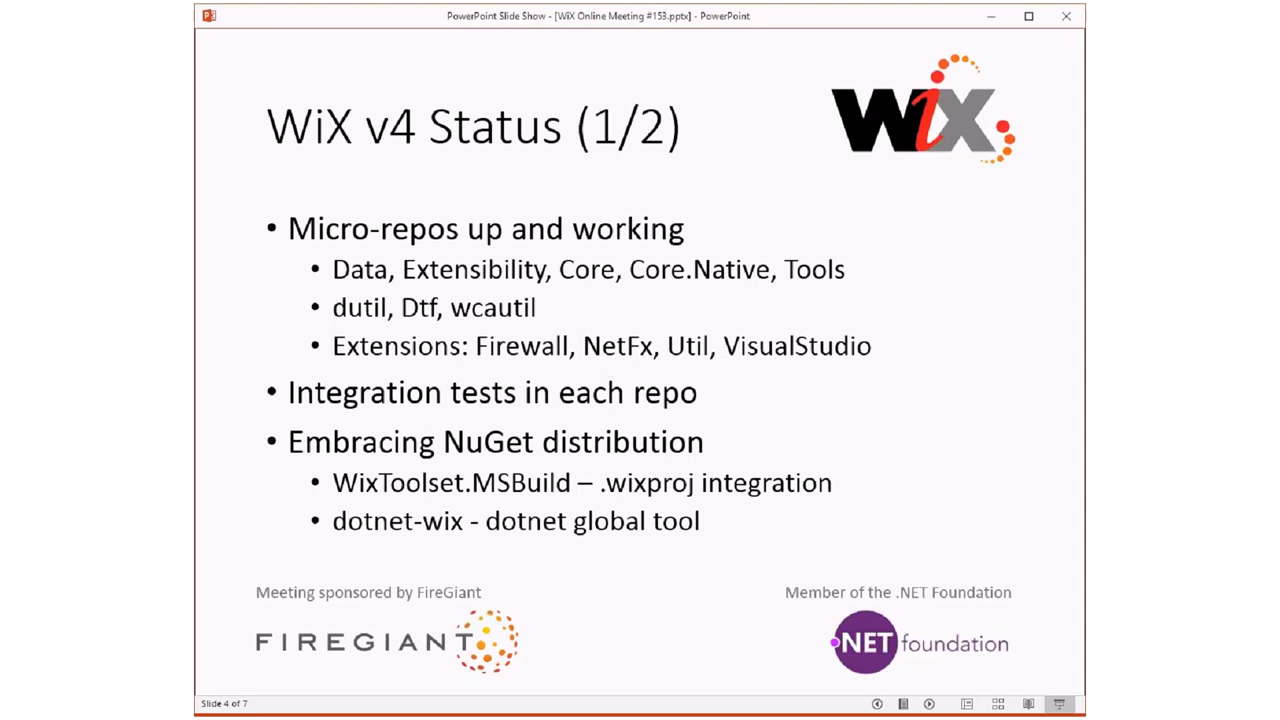 PowerPoint Slide Show - [WiX Online Meeting #153.pptx] - PowerPoint
WiX v4 Status (1/2)
WiX
• Micro-repos up and working
• Data, Extensibility, Core, Core.Native, Tools
• dutil, Dtf, wcautil
• Extensions: Firewall, NetFx, Util, VisualStudio
• Integration tests in each repo
• Embracing NuGet distribution
• WixToolset.MSBuild – .wixproj integration
• dotnet-wix - dotnet global tool
Meeting sponsored by FireGiant
FIREGIANT
Member of the .NET Foundation
.NET foundation
Slide 4 of 7